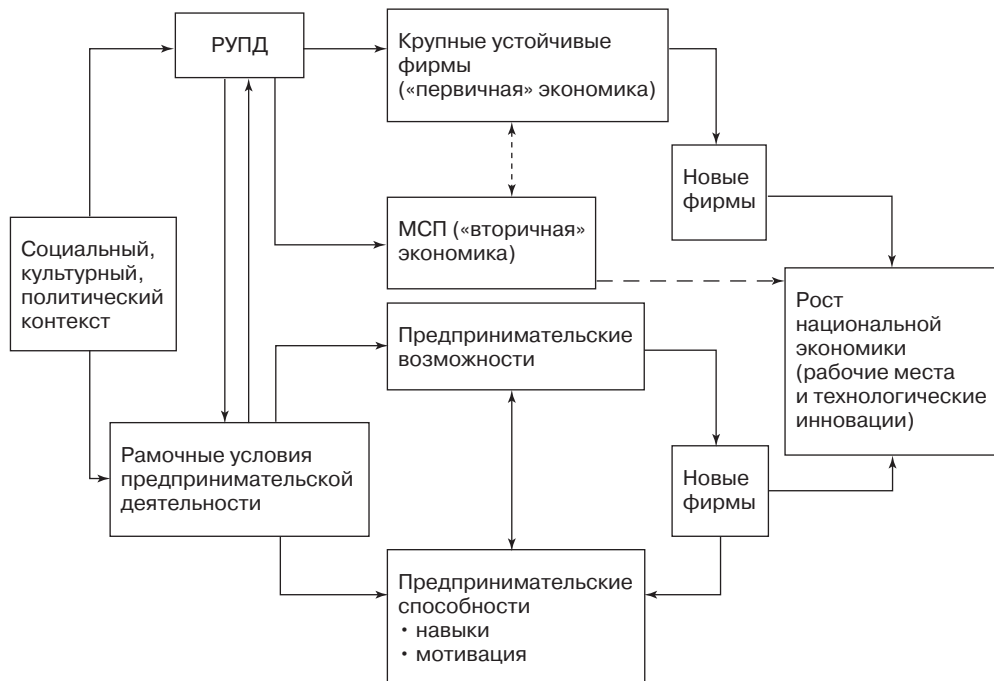 РУПД
Крупные устойчивые
фирмы
(«первичная» экономика)
Новые
фирмы
МСП («вторичная»
экономика)
Социальный,
культурный,
политический
контекст
Рост
национальной
экономики
(рабочие места
и технологические
инновации)
Предпринимательские
возможности
Рамочные условия
предпринимательской
деятельности
Новые
фирмы
Предпринимательские
способности
• навыки
• мотивация